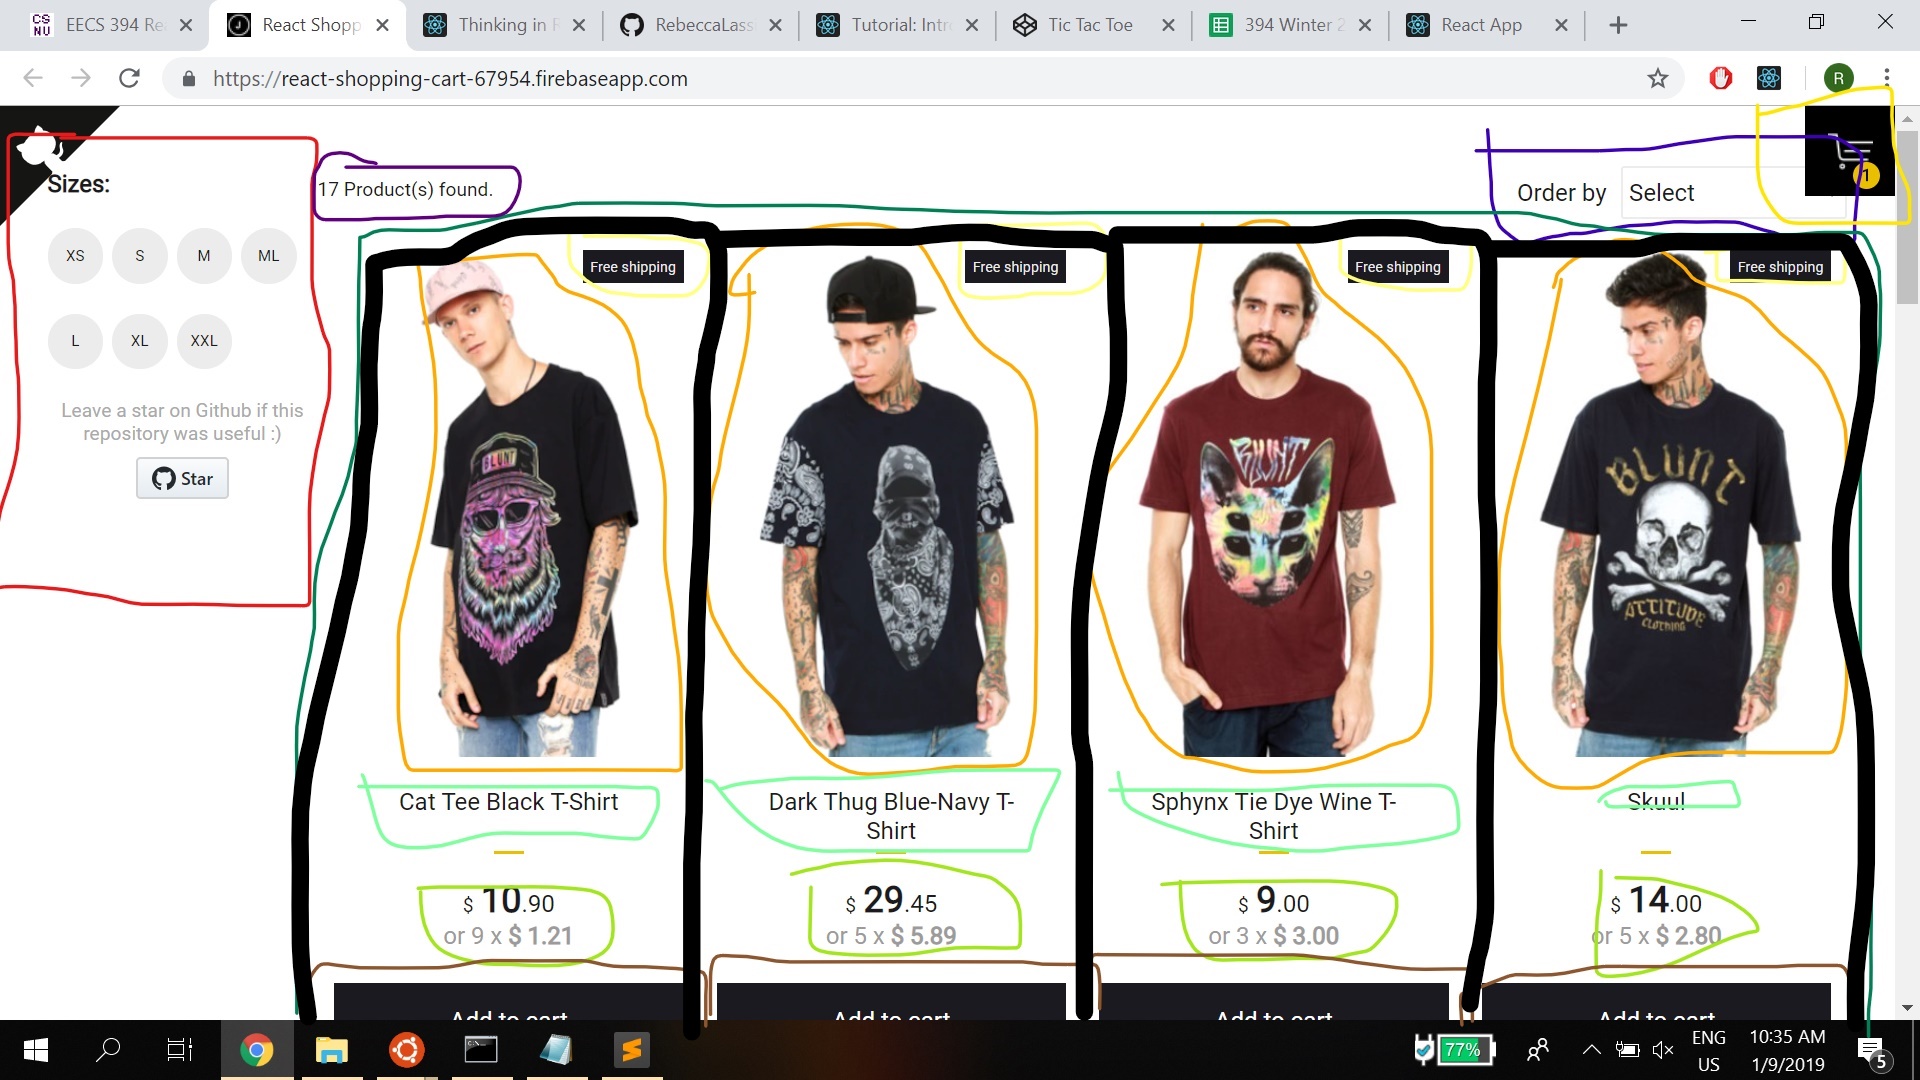 CS NU EECS 394 Re
React Shopp
Thinking in R
RebeccaLass
Tutorial: Intro
Tic Tac Toe
394 Winter 2
React App
https://react-shopping-cart-67954.firebaseapp.com
R
Sizes:
17 Product(s) found.
Order by
Select
1
XS S M ML
L XL XXL
Leave a star on Github if this
repository was useful :)
Star
Free shipping
Free shipping
Free shipping
Free shipping
BLUNT
BLUNT
BLUNT
ATTITUDE
CLOTHING
Cat Tee Black T-Shirt
$ 10.90
or 9 x $ 1.21
Add to cart
Dark Thug Blue-Navy T-
Shirt
$ 29.45
or 5 x $ 5.89
Add to cart
Sphynx Tie Dye Wine T-
Shirt
$ 9.00
or 3 x $ 3.00
Add to cart
Skuul
$ 14.00
or 5 x $ 2.80
Add to cart
77%
ENG
US
10:35 AM
1/9/2019
5